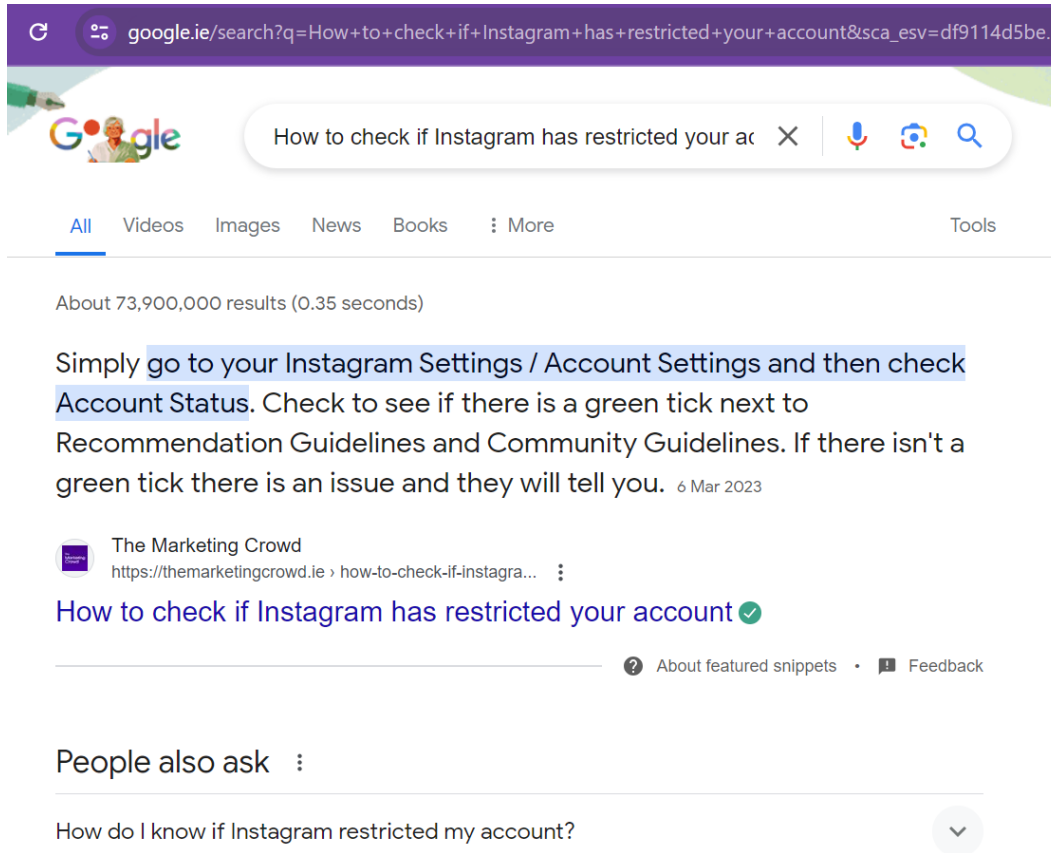 google.ie/search?q=How+to+check+if+Instagram+has+restricted+your+account&sca_esv=df9114d5be.
Google
How to check if Instagram has restricted your ac
All Videos Images News Books More Tools
About 73,900,000 results (0.35 seconds)
Simply go to your Instagram Settings / Account Settings and then check
Account Status. Check to see if there is a green tick next to
Recommendation Guidelines and Community Guidelines. If there isn't a
green tick there is an issue and they will tell you. 6 Mar 2023
The Marketing Crowd
https://themarketingcrowd.ie › how-to-check-if-instagra...
How to check if Instagram has restricted your account
About featured snippets • Feedback
People also ask
How do I know if Instagram restricted my account?